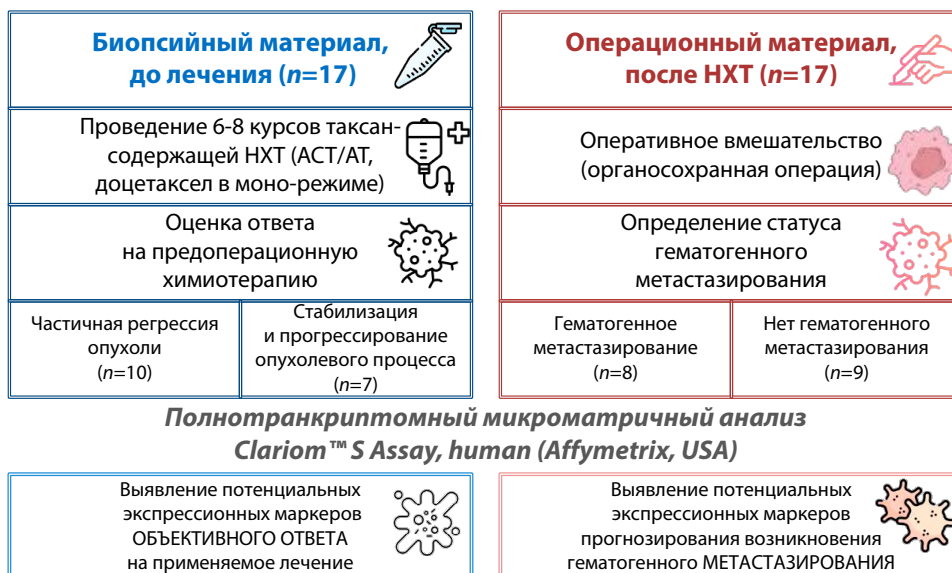 Биопсийный материал,
до лечения (n=17)
Проведение 6-8 курсов таксан-
содержащей НХТ (АСТ/АТ,
доцетаксел в моно-режиме)
Оценка ответа
на предоперационную
химиотерапию
Частичная регрессия
опухоли
(n=10)
Стабилизация
и прогрессирование
опухолевого процесса
(n=7)
Операционный материал,
после НХТ (n=17)
Оперативное вмешательство
(органосохранная операция)
Определение статуса
гематогенного
метастазирования
Гематогенное
метастазирование
(n=8)
Нет гематогенного
метастазирования
(n=9)
Полнотранкриптомный микроматричный анализ
Clariom™ S Assay, human (Affymetrix, USA)
Выявление потенциальных
экспрессионных маркеров
ОБЪЕКТИВНОГО ОТВЕТА
на применяемое лечение
Выявление потенциальных
экспрессионных маркеров
прогнозирования возникновения
гематогенного МЕТАСТАЗИРОВАНИЯ